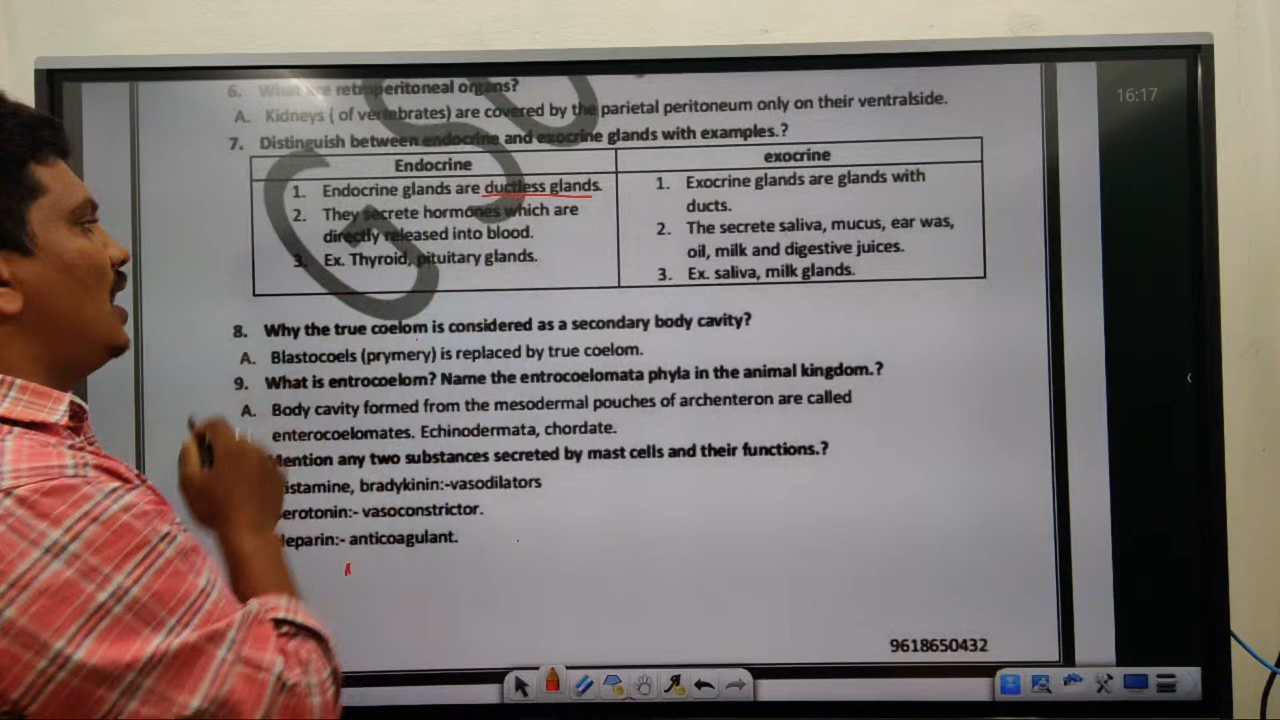 6. What are retroperitoneal organs?
A. Kidneys ( of vertebrates) are covered by the parietal peritoneum only on their ventralside.
16:17
7. Distinguish between endocrine and exocrine glands with examples.?
Endocrine
1. Endocrine glands are ductless glands.
2. They secrete hormones which are
directly released into blood.
3. Ex. Thyroid, pituitary glands.
exocrine
1. Exocrine glands are glands with
ducts.
2. The secrete saliva, mucus, ear was,
oil, milk and digestive juices.
3. Ex. saliva, milk glands.
8. Why the true coelom is considered as a secondary body cavity?
A. Blastocoels (prymery) is replaced by true coelom.
9. What is entrocoelom? Name the entrocoelomata phyla in the animal kingdom.?
A. Body cavity formed from the mesodermal pouches of archenteron are called
enterocoelomates. Echinodermata, chordate.
Mention any two substances secreted by mast cells and their functions.?
istamine, bradykinin:-vasodilators
erotonin:- vasoconstrictor.
Heparin:- anticoagulant.
9618650432